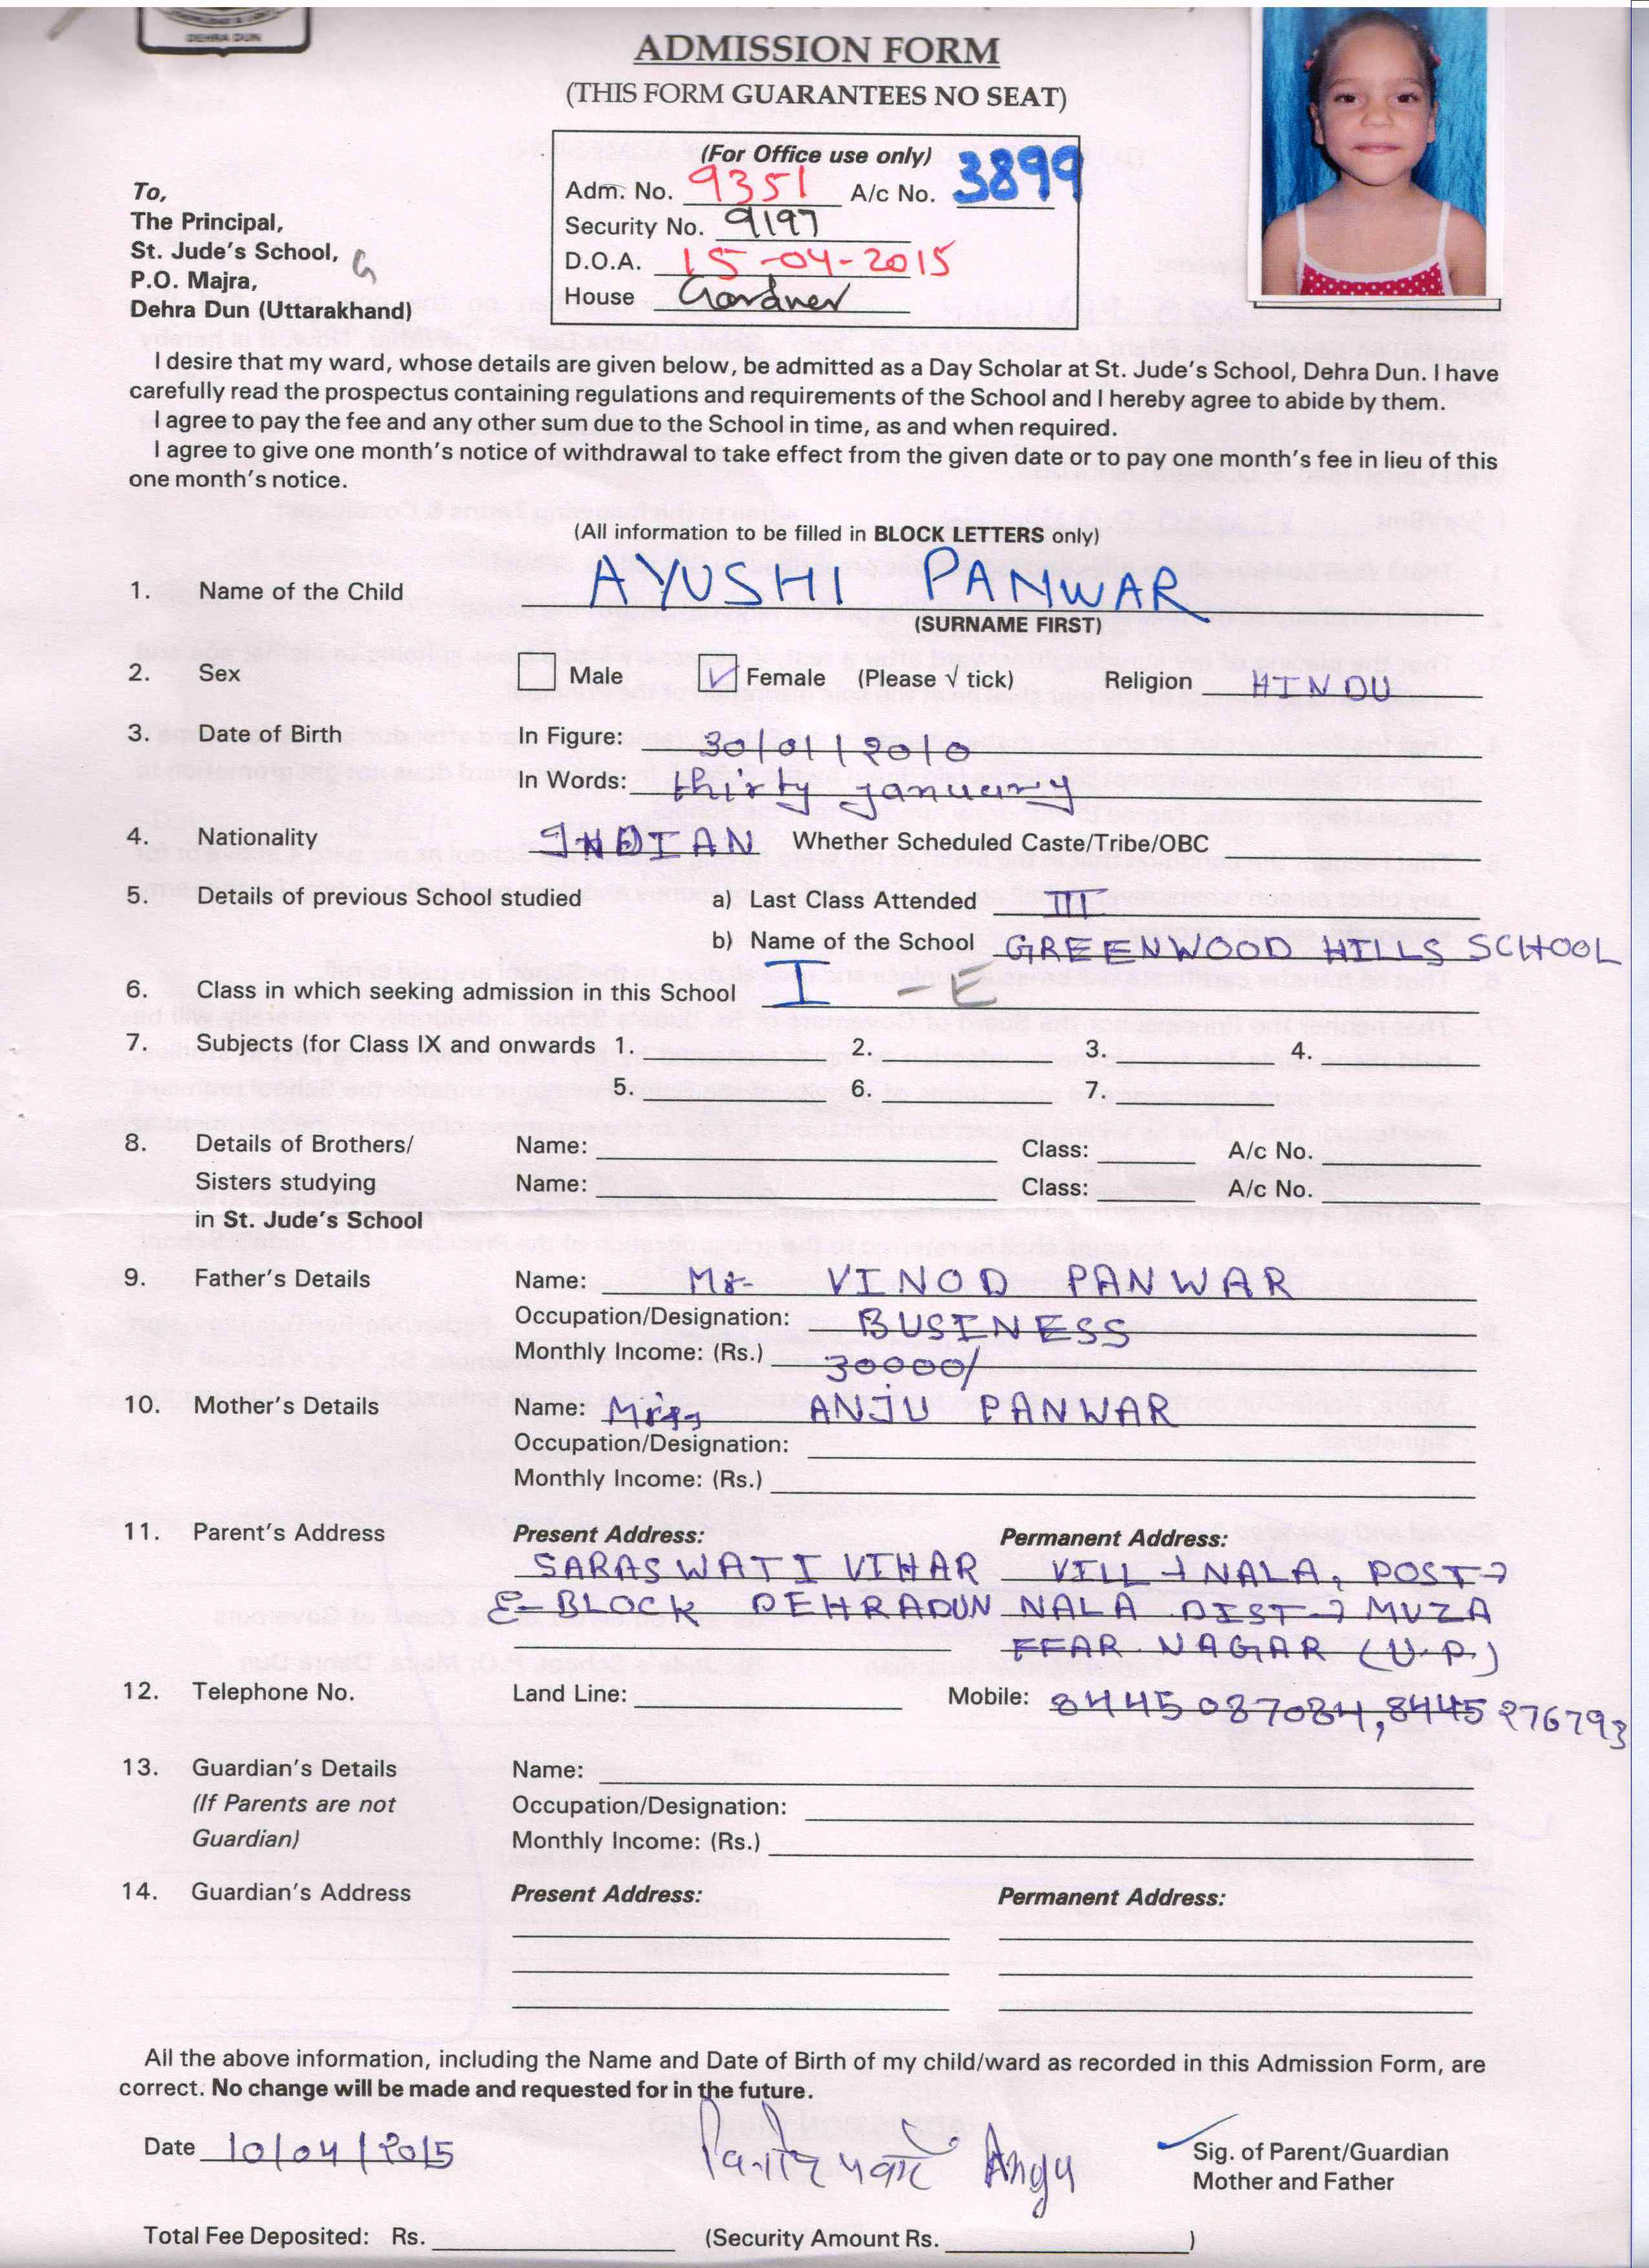 DEHRA DUN
ADMISSION FORM
(THIS FORM GUARANTEES NO SEAT)
(For Office use only)
Adm. No. 9351 A/c No. 3899
Security No. 9197
D.O.A. 15-04-2015
House Gardner
To,
The Principal,
St. Jude's School, G
P.O. Majra,
Dehra Dun (Uttarakhand)
I desire that my ward, whose details are given below, be admitted as a Day Scholar at St. Jude's School, Dehra Dun. I have
carefully read the prospectus containing regulations and requirements of the School and I hereby agree to abide by them.
I agree to pay the fee and any other sum due to the School in time, as and when required.
I agree to give one month's notice of withdrawal to take effect from the given date or to pay one month's fee in lieu of this
one month's notice.
(All information to be filled in BLOCK LETTERS only)
1. Name of the Child AYUSHI PANWAR
(SURNAME FIRST)
2. Sex Male ✓ Female (Please √ tick) Religion HINDU
3. Date of Birth In Figure: 30/01/2010
In Words: thirty january
4. Nationality INDIAN Whether Scheduled Caste/Tribe/OBC
5. Details of previous School studied a) Last Class Attended III
b) Name of the School GREENWOOD HILLS SCHOOL
6. Class in which seeking admission in this School I - E
7. Subjects (for Class IX and onwards 1. 2. 3. 4.
5. 6. 7.
8. Details of Brothers/ Name: Class: A/c No.
Sisters studying Name: Class: A/c No.
in St. Jude's School
9. Father's Details Name: Mr- VINOD PANWAR
Occupation/Designation: BUSINESS
Monthly Income: (Rs.) 30000/
10. Mother's Details Name: ANJU PANWAR
Occupation/Designation:
Monthly Income: (Rs.)
11. Parent's Address Present Address: Permanent Address:
SARASWATI VIHAR VILL → NALA, POST →
E-BLOCK DEHRADUN NALA DIST → MUZA
FFAR NAGAR (U.P.)
12. Telephone No. Land Line: Mobile: 8445087084, 8445276793
13. Guardian's Details Name:
(If Parents are not Occupation/Designation:
Guardian) Monthly Income: (Rs.)
14. Guardian's Address Present Address: Permanent Address:
All the above information, including the Name and Date of Birth of my child/ward as recorded in this Admission Form, are
correct. No change will be made and requested for in the future.
Date 10/04/2015 Anju Sig. of Parent/Guardian
Mother and Father
Total Fee Deposited: Rs. (Security Amount Rs. )